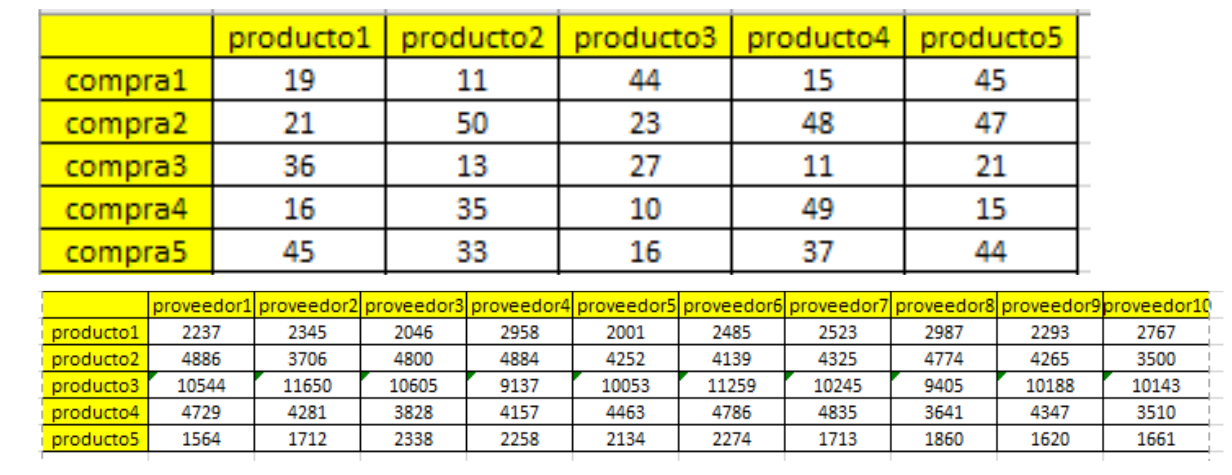 producto1 producto2 producto3 producto4 producto5
compra1 19 11 44 15 45
compra2 21 50 23 48 47
compra3 36 13 27 11 21
compra4 16 35 10 49 15
compra5 45 33 16 37 44
proveedor1 proveedor2 proveedor3 proveedor4 proveedor5 proveedor6 proveedor7 proveedor8 proveedor9 proveedor10
producto1 2237 2345 2046 2958 2001 2485 2523 2987 2293 2767
producto2 4886 3706 4800 4884 4252 4139 4325 4774 4265 3500
producto3 10544 11650 10605 9137 10053 11259 10245 9405 10188 10143
producto4 4729 4281 3828 4157 4463 4786 4835 3641 4347 3510
producto5 1564 1712 2338 2258 2134 2274 1713 1860 1620 1661